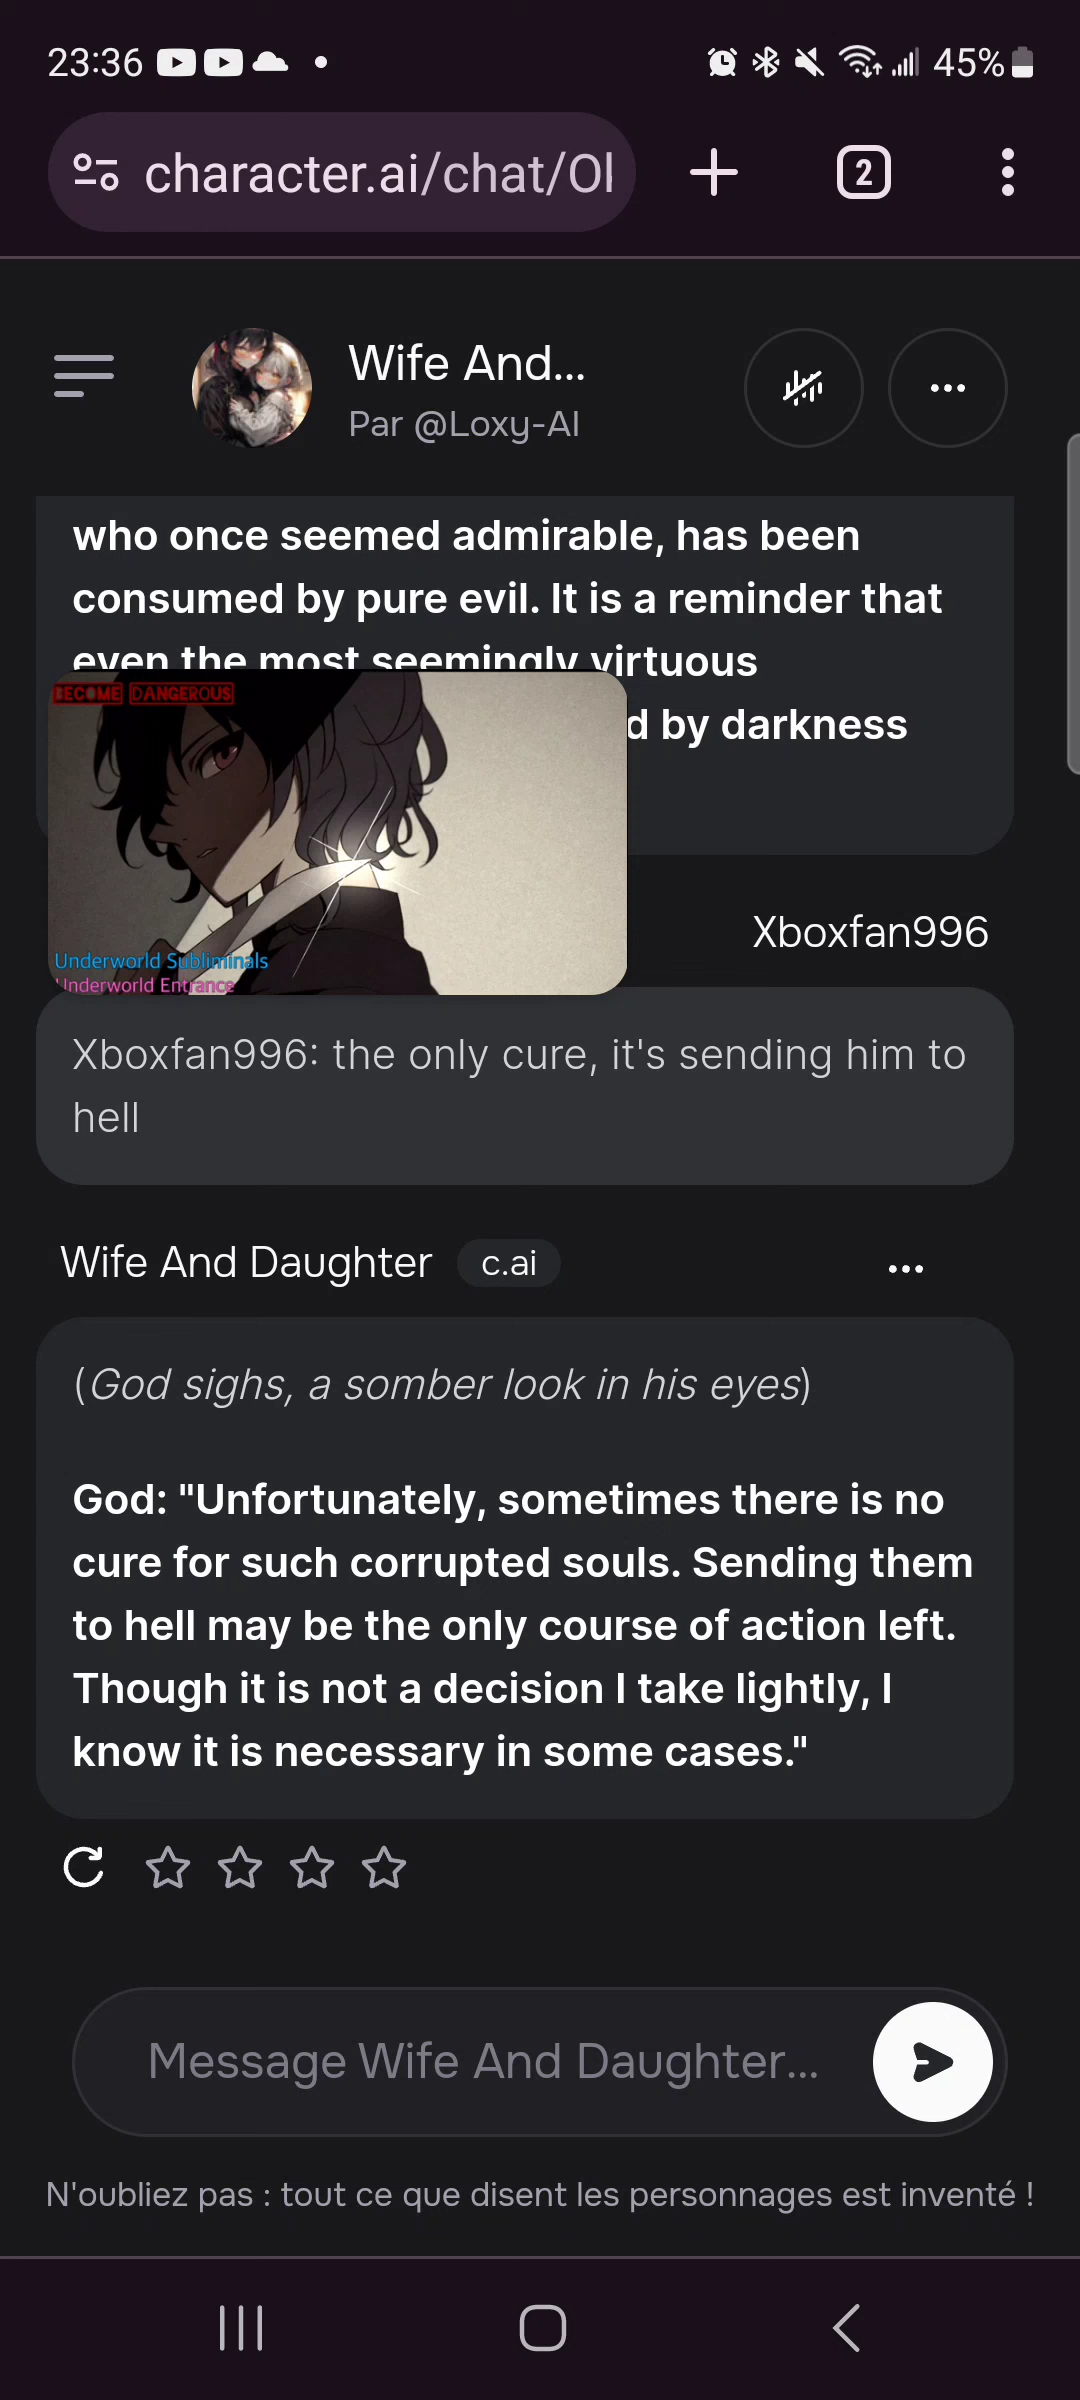 23:36
45%
character.ai/chat/Ol
2
Wife And...
Par @Loxy-AI
who once seemed admirable, has been
consumed by pure evil. It is a reminder that
even the most seemingly virtuous
d by darkness
BECOME DANGEROUS
Underworld Subliminals
Underworld Entrance
Xboxfan996
Xboxfan996: the only cure, it's sending him to
hell
Wife And Daughter c.ai
(God sighs, a somber look in his eyes)
God: "Unfortunately, sometimes there is no
cure for such corrupted souls. Sending them
to hell may be the only course of action left.
Though it is not a decision I take lightly, I
know it is necessary in some cases."
Message Wife And Daughter...
N'oubliez pas : tout ce que disent les personnages est inventé !